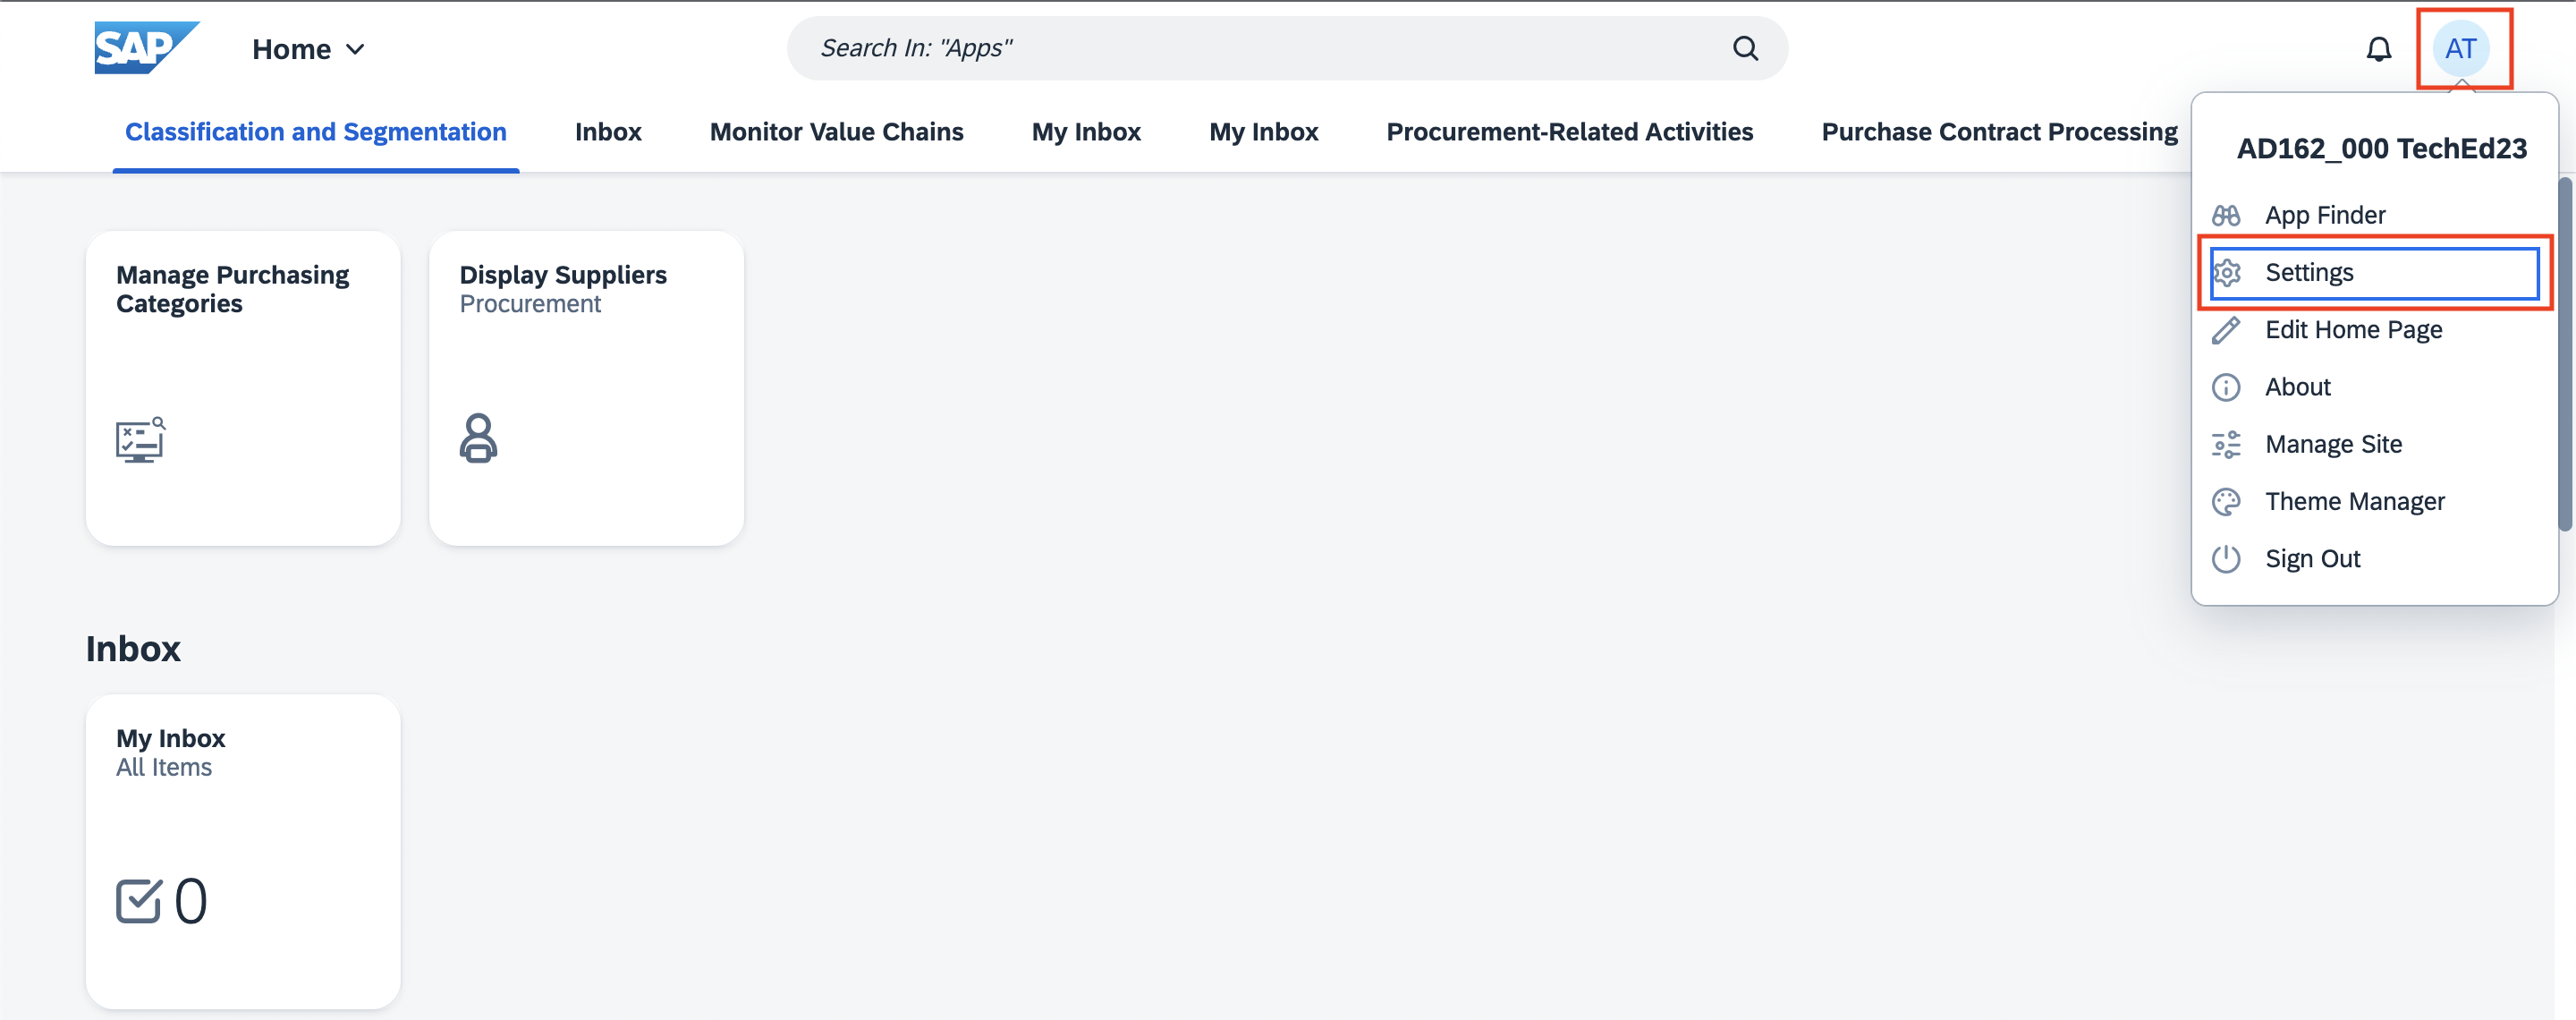 SAP
Home
Search In: "Apps"
AT
Classification and Segmentation
Inbox
Monitor Value Chains
My Inbox
My Inbox
Procurement-Related Activities
Purchase Contract Processing
AD162_000 TechEd23
App Finder
Settings
Edit Home Page
About
Manage Site
Theme Manager
Sign Out
Manage Purchasing
Categories
Display Suppliers
Procurement
Inbox
My Inbox
All Items
0